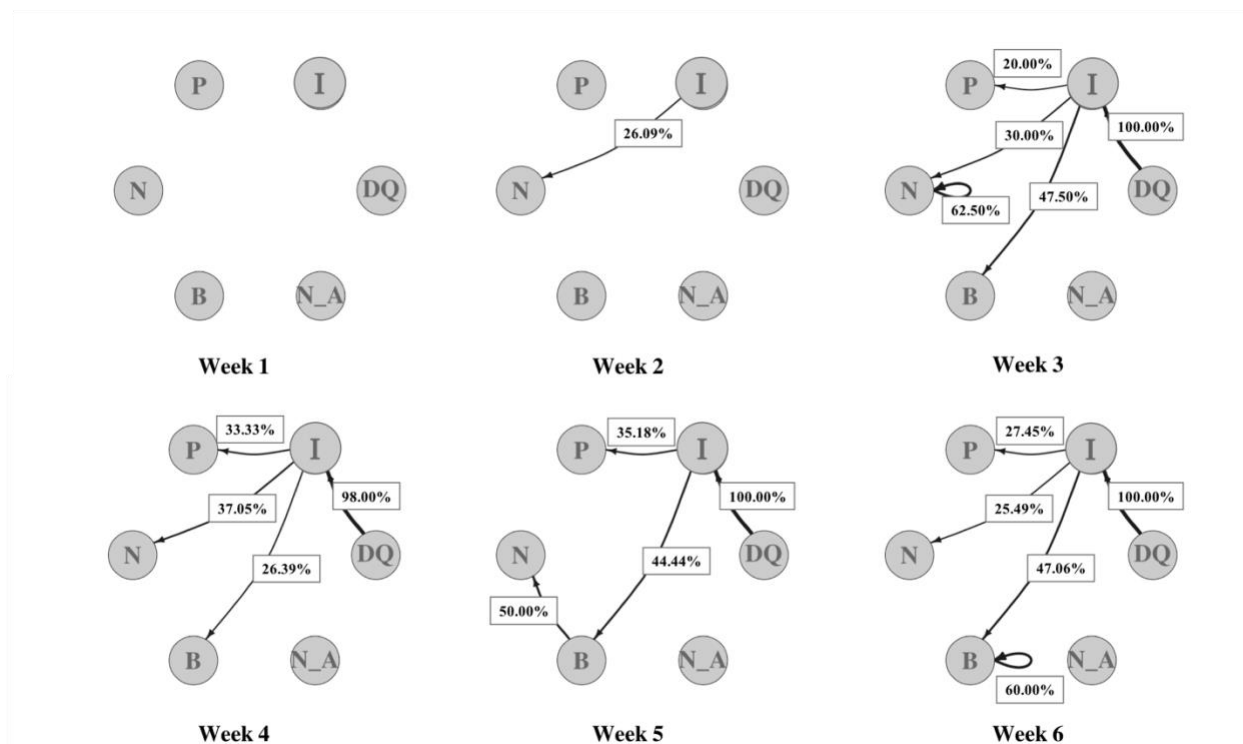 P I
N DQ
B N_A
Week 1
P I
26.09%
N DQ
B N_A
Week 2
20.00%
P I
30.00% 100.00%
N DQ
62.50% 47.50%
B N_A
Week 3
33.33%
P I
98.00%
37.05%
N DQ
26.39%
B N_A
Week 4
35.18%
P I
100.00%
N DQ
44.44%
50.00%
B N_A
Week 5
27.45%
P I
100.00%
25.49%
N DQ
47.06%
B N_A
60.00%
Week 6